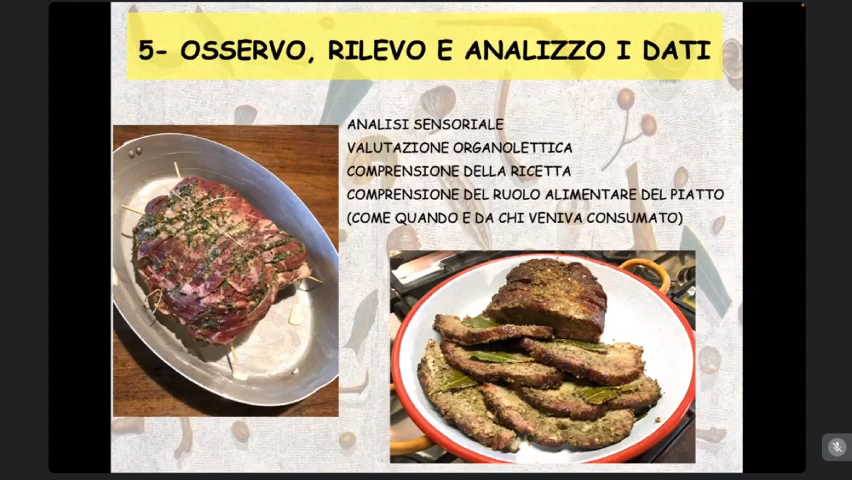 5- OSSERVO, RILEVO E ANALIZZO I DATI
ANALISI SENSORIALE
VALUTAZIONE ORGANOLETTICA
COMPRENSIONE DELLA RICETTA
COMPRENSIONE DEL RUOLO ALIMENTARE DEL PIATTO
(COME QUANDO E DA CHI VENIVA CONSUMATO)